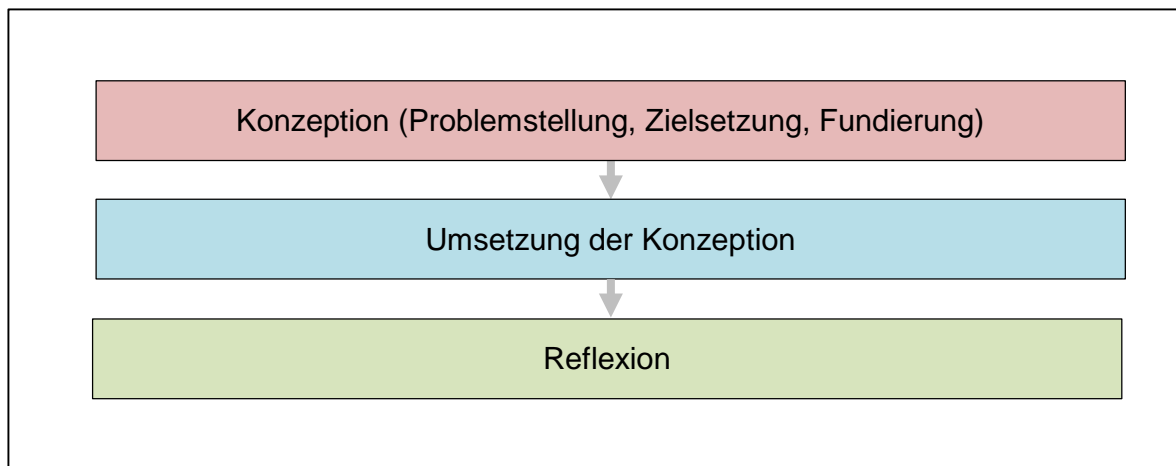 Konzeption (Problemstellung, Zielsetzung, Fundierung)
Umsetzung der Konzeption
Reflexion